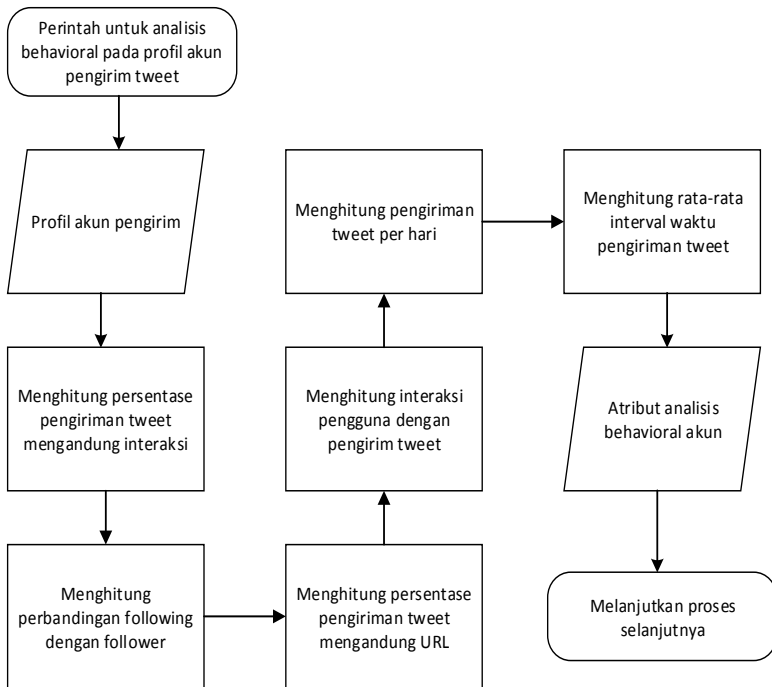 Perintah untuk analisis
behavioral pada profil akun
pengirim tweet
Profil akun pengirim
Menghitung persentase
pengiriman tweet
mengandung interaksi
Menghitung
perbandingan following
dengan follower
Menghitung persentase
pengiriman tweet
mengandung URL
Menghitung interaksi
pengguna dengan
pengirim tweet
Menghitung pengiriman
tweet per hari
Menghitung rata-rata
interval waktu
pengiriman tweet
Atribut analisis
behavioral akun
Melanjutkan proses
selanjutnya